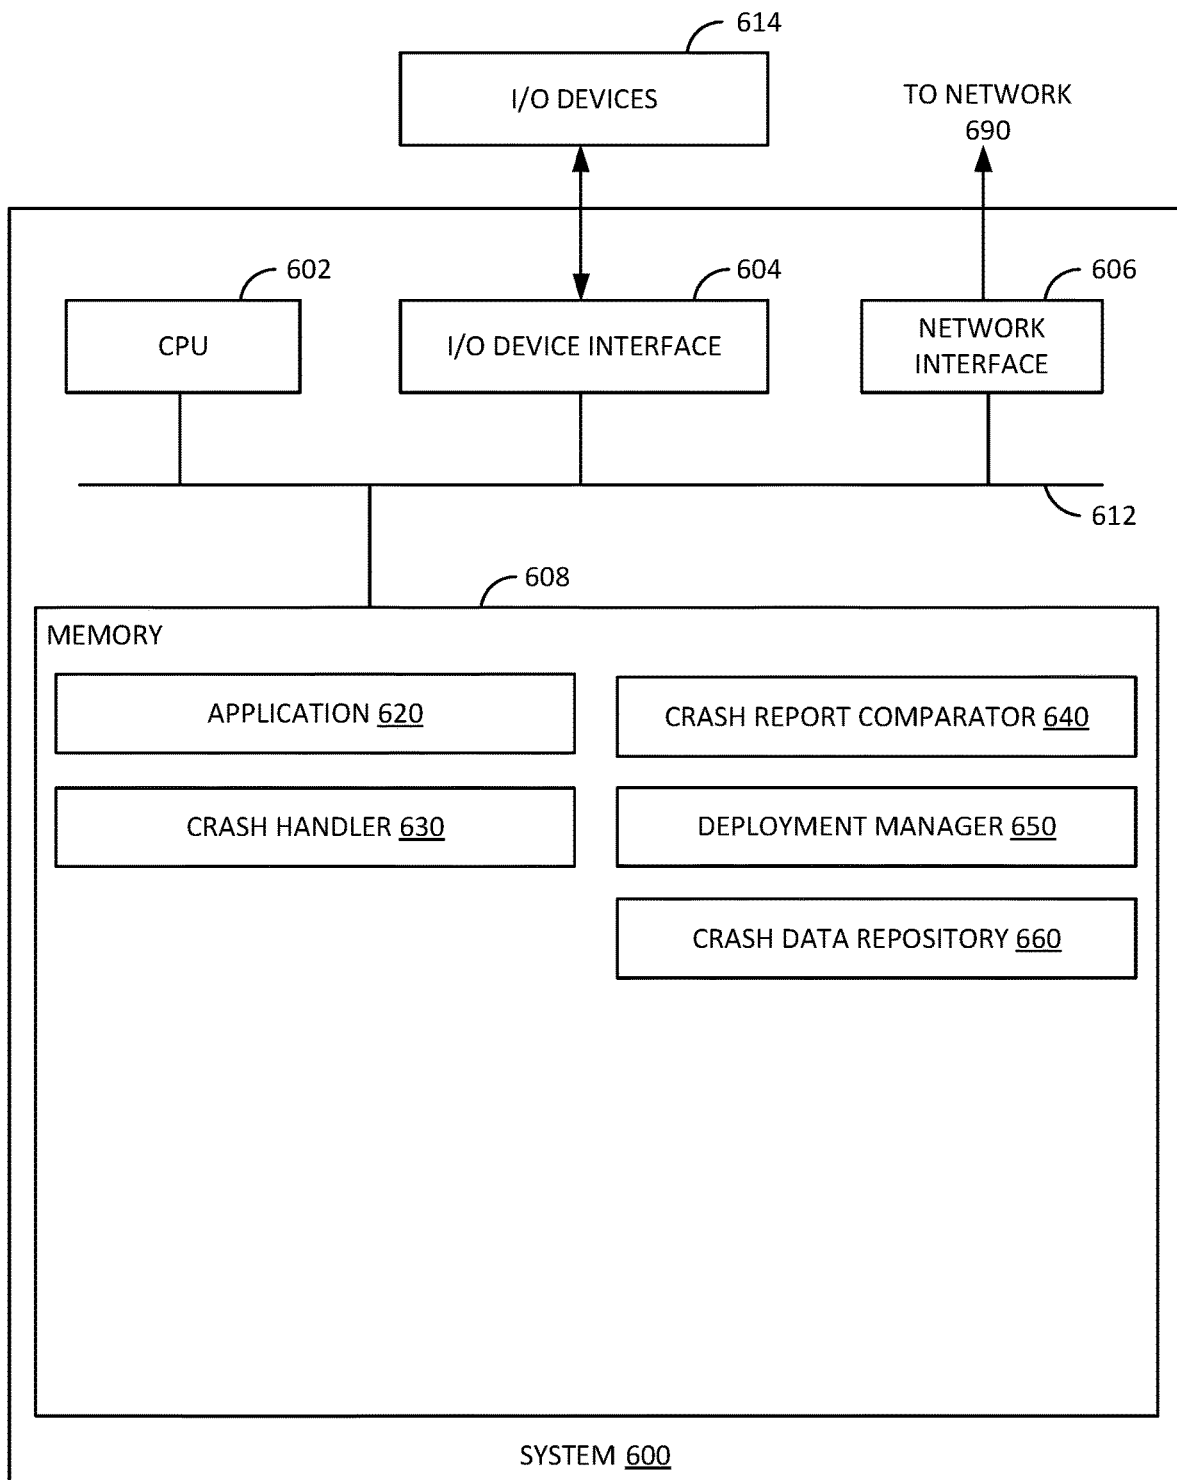 614
I/O DEVICES
TO NETWORK
690
602
604
606
CPU
I/O DEVICE INTERFACE
NETWORK
INTERFACE
612
608
MEMORY
APPLICATION 620
CRASH REPORT COMPARATOR 640
CRASH HANDLER 630
DEPLOYMENT MANAGER 650
CRASH DATA REPOSITORY 660
SYSTEM 600